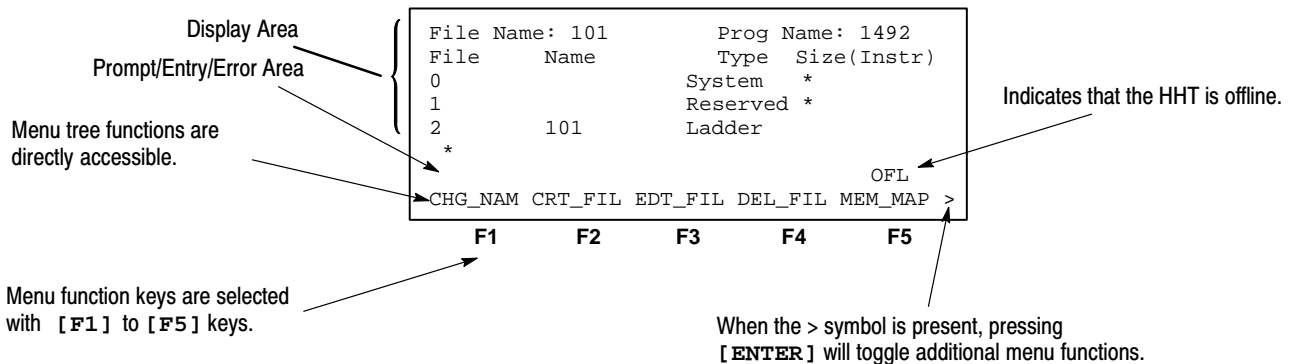 Display Area
Prompt/Entry/Error Area
Menu tree functions are
directly accessible.
File Name: 101 Prog Name: 1492
File Name Type Size(Instr)
0 System *
1 Reserved *
2 101 Ladder
*
OFL
CHG_NAM CRT_FIL EDT_FIL DEL_FIL MEM_MAP >
F1 F2 F3 F4 F5
Indicates that the HHT is offline.
Menu function keys are selected
with [F1] to [F5] keys.
When the > symbol is present, pressing
[ENTER] will toggle additional menu functions.